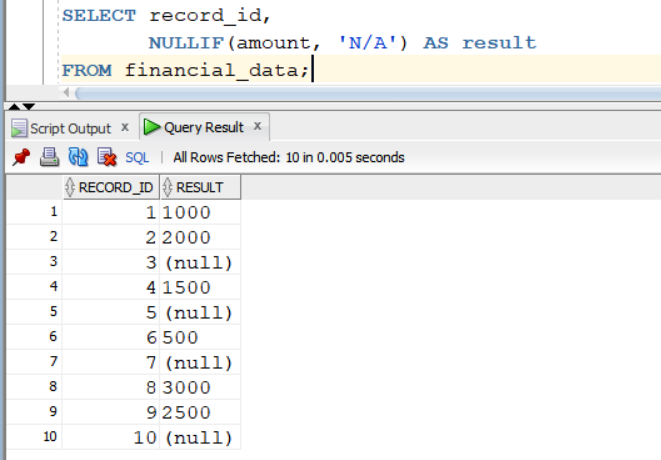 SELECT record_id,
NULLIF(amount, 'N/A') AS result
FROM financial_data;
Script Output x Query Result x
SQL | All Rows Fetched: 10 in 0.005 seconds
RECORD_ID RESULT
1 1 1000
2 2 2000
3 3 (null)
4 4 1500
5 5 (null)
6 6 500
7 7 (null)
8 8 3000
9 9 2500
10 10 (null)